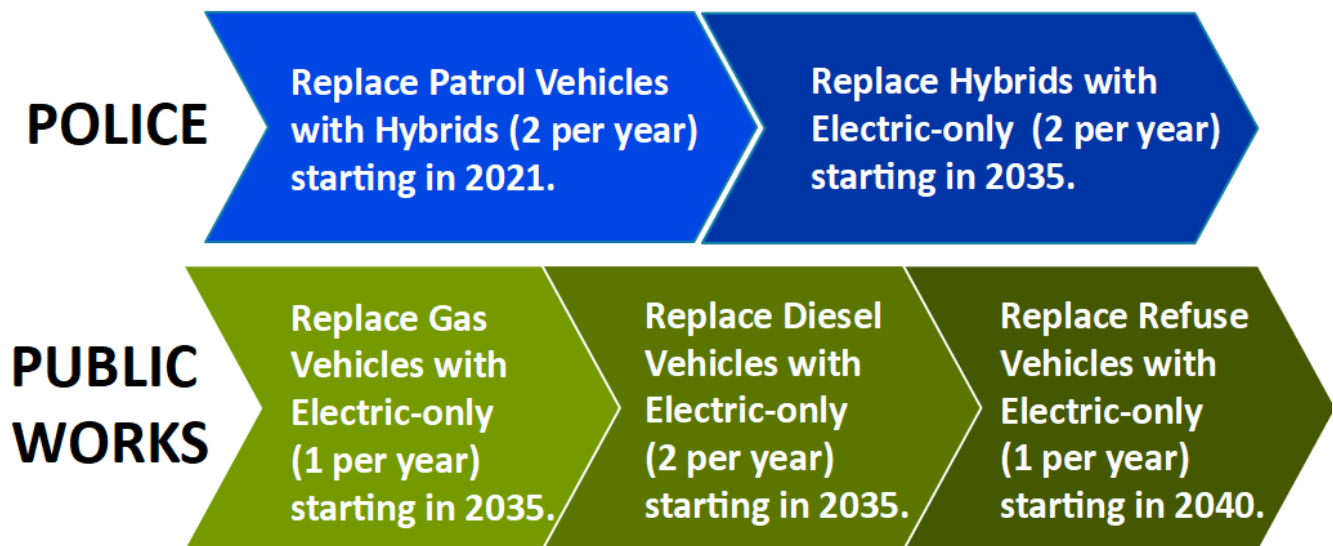 POLICE
Replace Patrol Vehicles
with Hybrids (2 per year)
starting in 2021.
Replace Hybrids with
Electric-only (2 per year)
starting in 2035.
PUBLIC
WORKS
Replace Gas
Vehicles with
Electric-only
(1 per year)
starting in 2035.
Replace Diesel
Vehicles with
Electric-only
(2 per year)
starting in 2035.
Replace Refuse
Vehicles with
Electric-only
(1 per year)
starting in 2040.